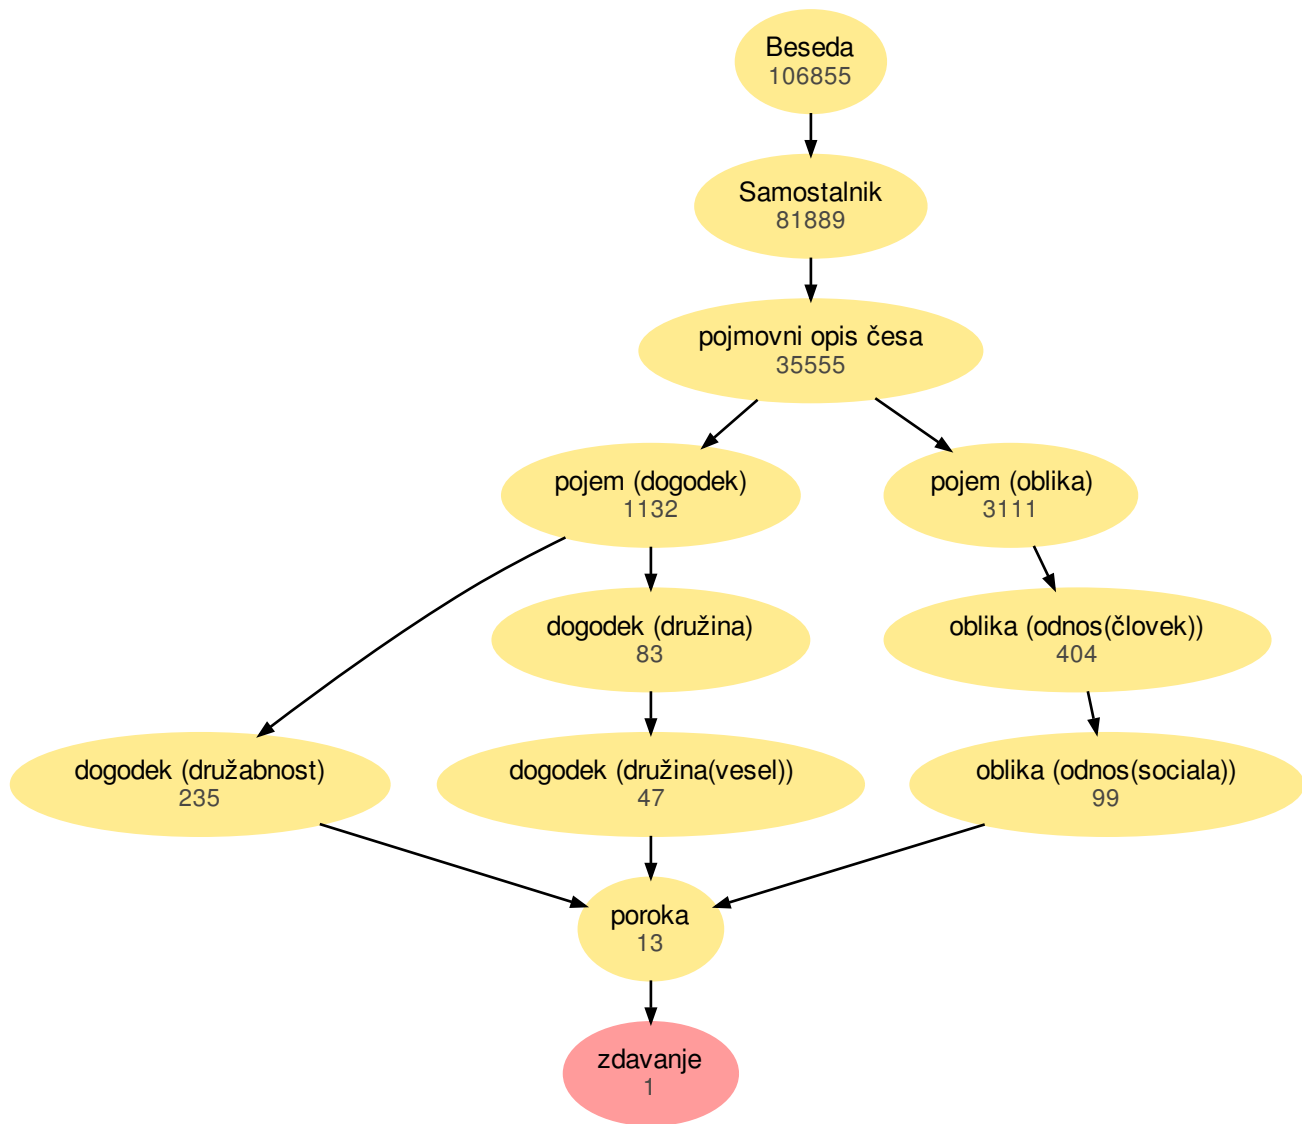 Beseda
106855
Samostalnik
81889
pojmovni opis česa
35555
pojem (dogodek)
1132
pojem (oblika)
3111
dogodek (družina)
83
oblika (odnos(človek))
404
dogodek (družabnost)
235
dogodek (družina(vesel))
47
oblika (odnos(sociala))
99
poroka
13
zdavanje
1